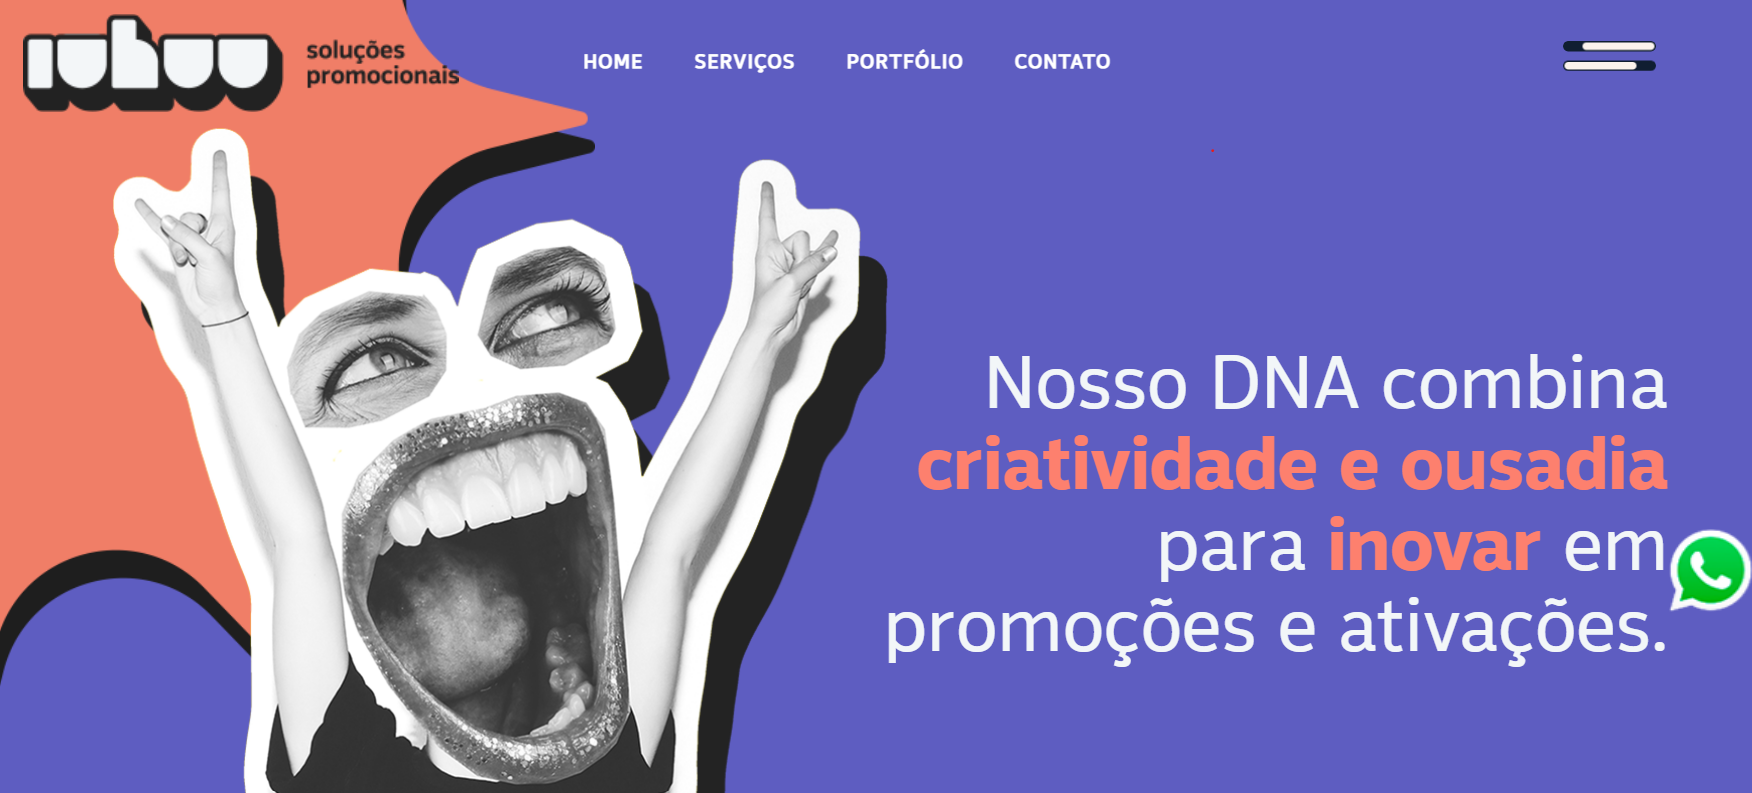 iuhuu
soluções
promocionais
HOME SERVIÇOS PORTFÓLIO CONTATO
Nosso DNA combina
criatividade e ousadia
para inovar em
promoções e ativações.